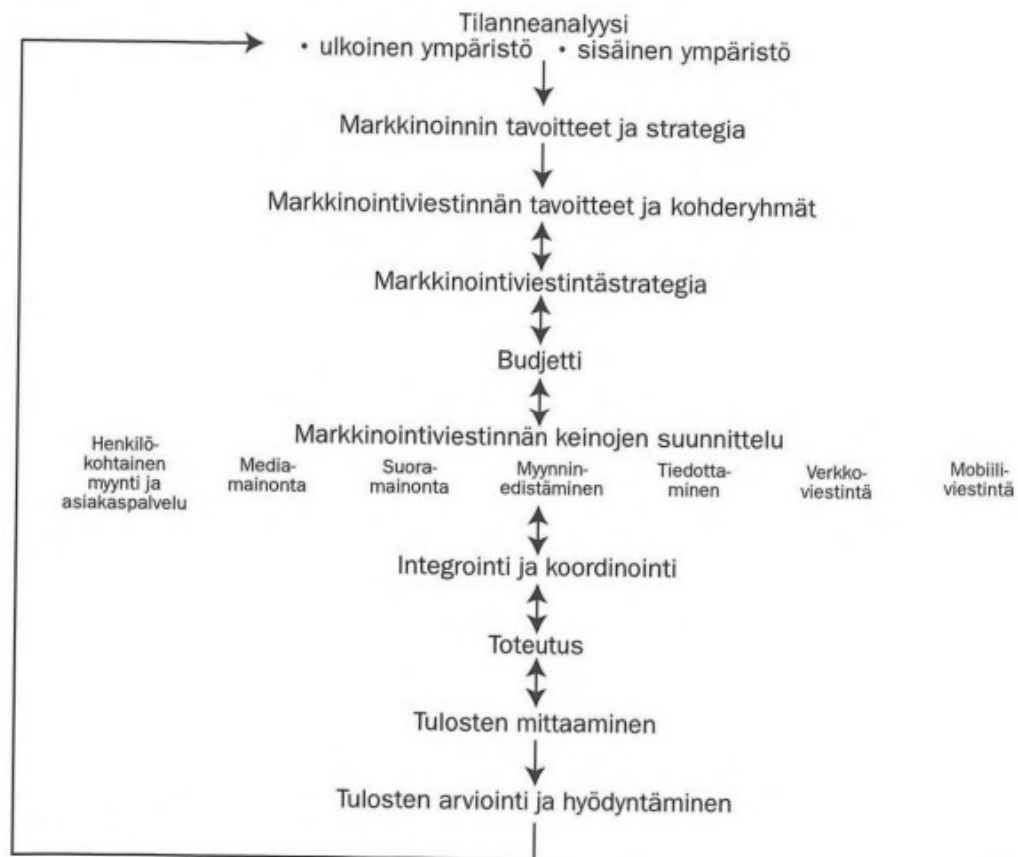 Tilanneanalyysi
• ulkoinen ympäristö • sisäinen ympäristö
Markkinoinnin tavoitteet ja strategia
Markkinointiviestinnän tavoitteet ja kohderyhmät
Markkinointiviestintästrategia
Budjetti
Markkinointiviestinnän keinojen suunnittelu
Henkilö-
kohtainen
myynti ja
asiakaspalvelu
Media-
mainonta
Suora-
mainonta
Myynnin-
edistäminen
Tiedotta-
minen
Verkko-
viestintä
Mobiili-
viestintä
Integrointi ja koordinointi
Toteutus
Tulosten mittaaminen
Tulosten arviointi ja hyödyntäminen